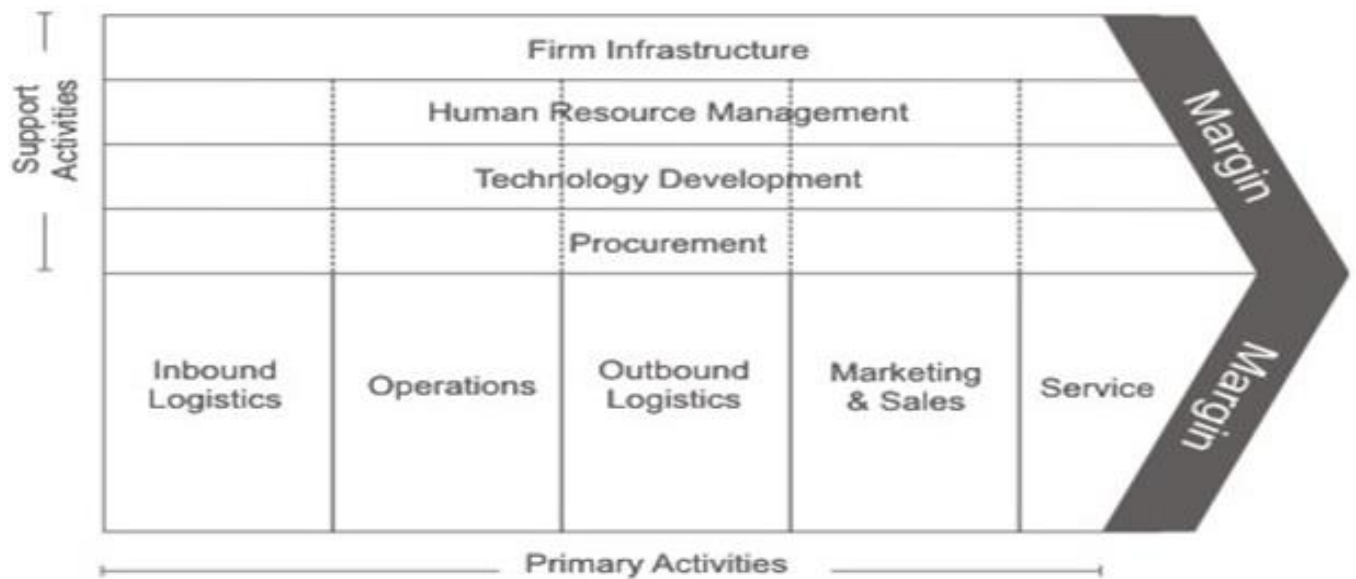 Support
Activities
Firm Infrastructure
Human Resource Management
Technology Development
Procurement
Inbound
Logistics
Operations
Outbound
Logistics
Marketing
& Sales
Service
Margin
Margin
Primary Activities